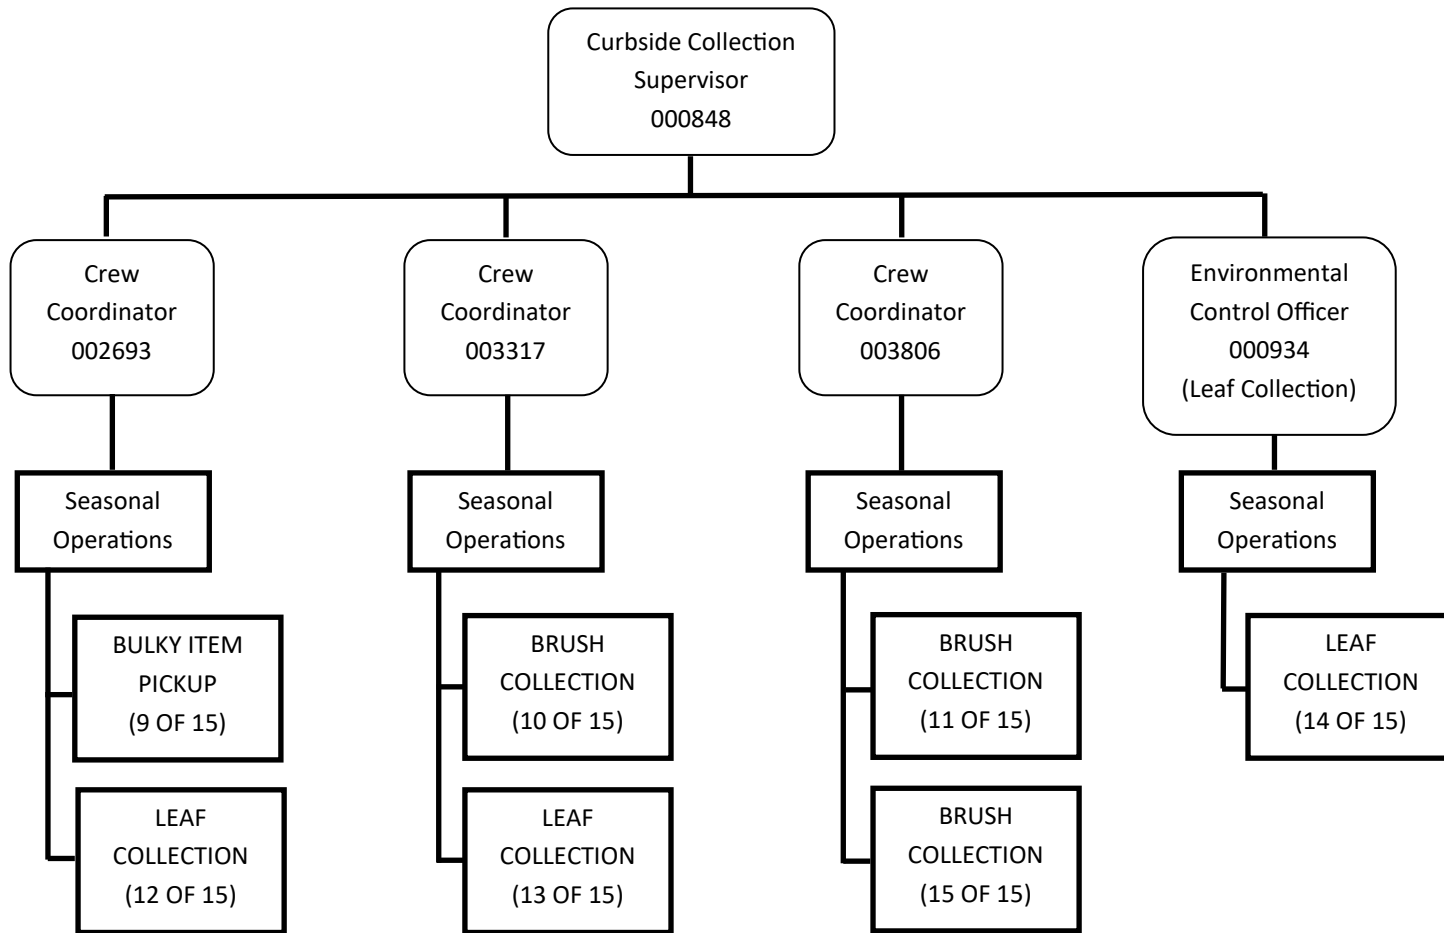 Curbside Collection
Supervisor
000848
Crew
Coordinator
002693
Crew
Coordinator
003317
Crew
Coordinator
003806
Environmental
Control Officer
000934
(Leaf Collection)
Seasonal
Operations
Seasonal
Operations
Seasonal
Operations
Seasonal
Operations
BULKY ITEM
PICKUP
(9 OF 15)
BRUSH
COLLECTION
(10 OF 15)
BRUSH
COLLECTION
(11 OF 15)
LEAF
COLLECTION
(14 OF 15)
LEAF
COLLECTION
(12 OF 15)
LEAF
COLLECTION
(13 OF 15)
BRUSH
COLLECTION
(15 OF 15)